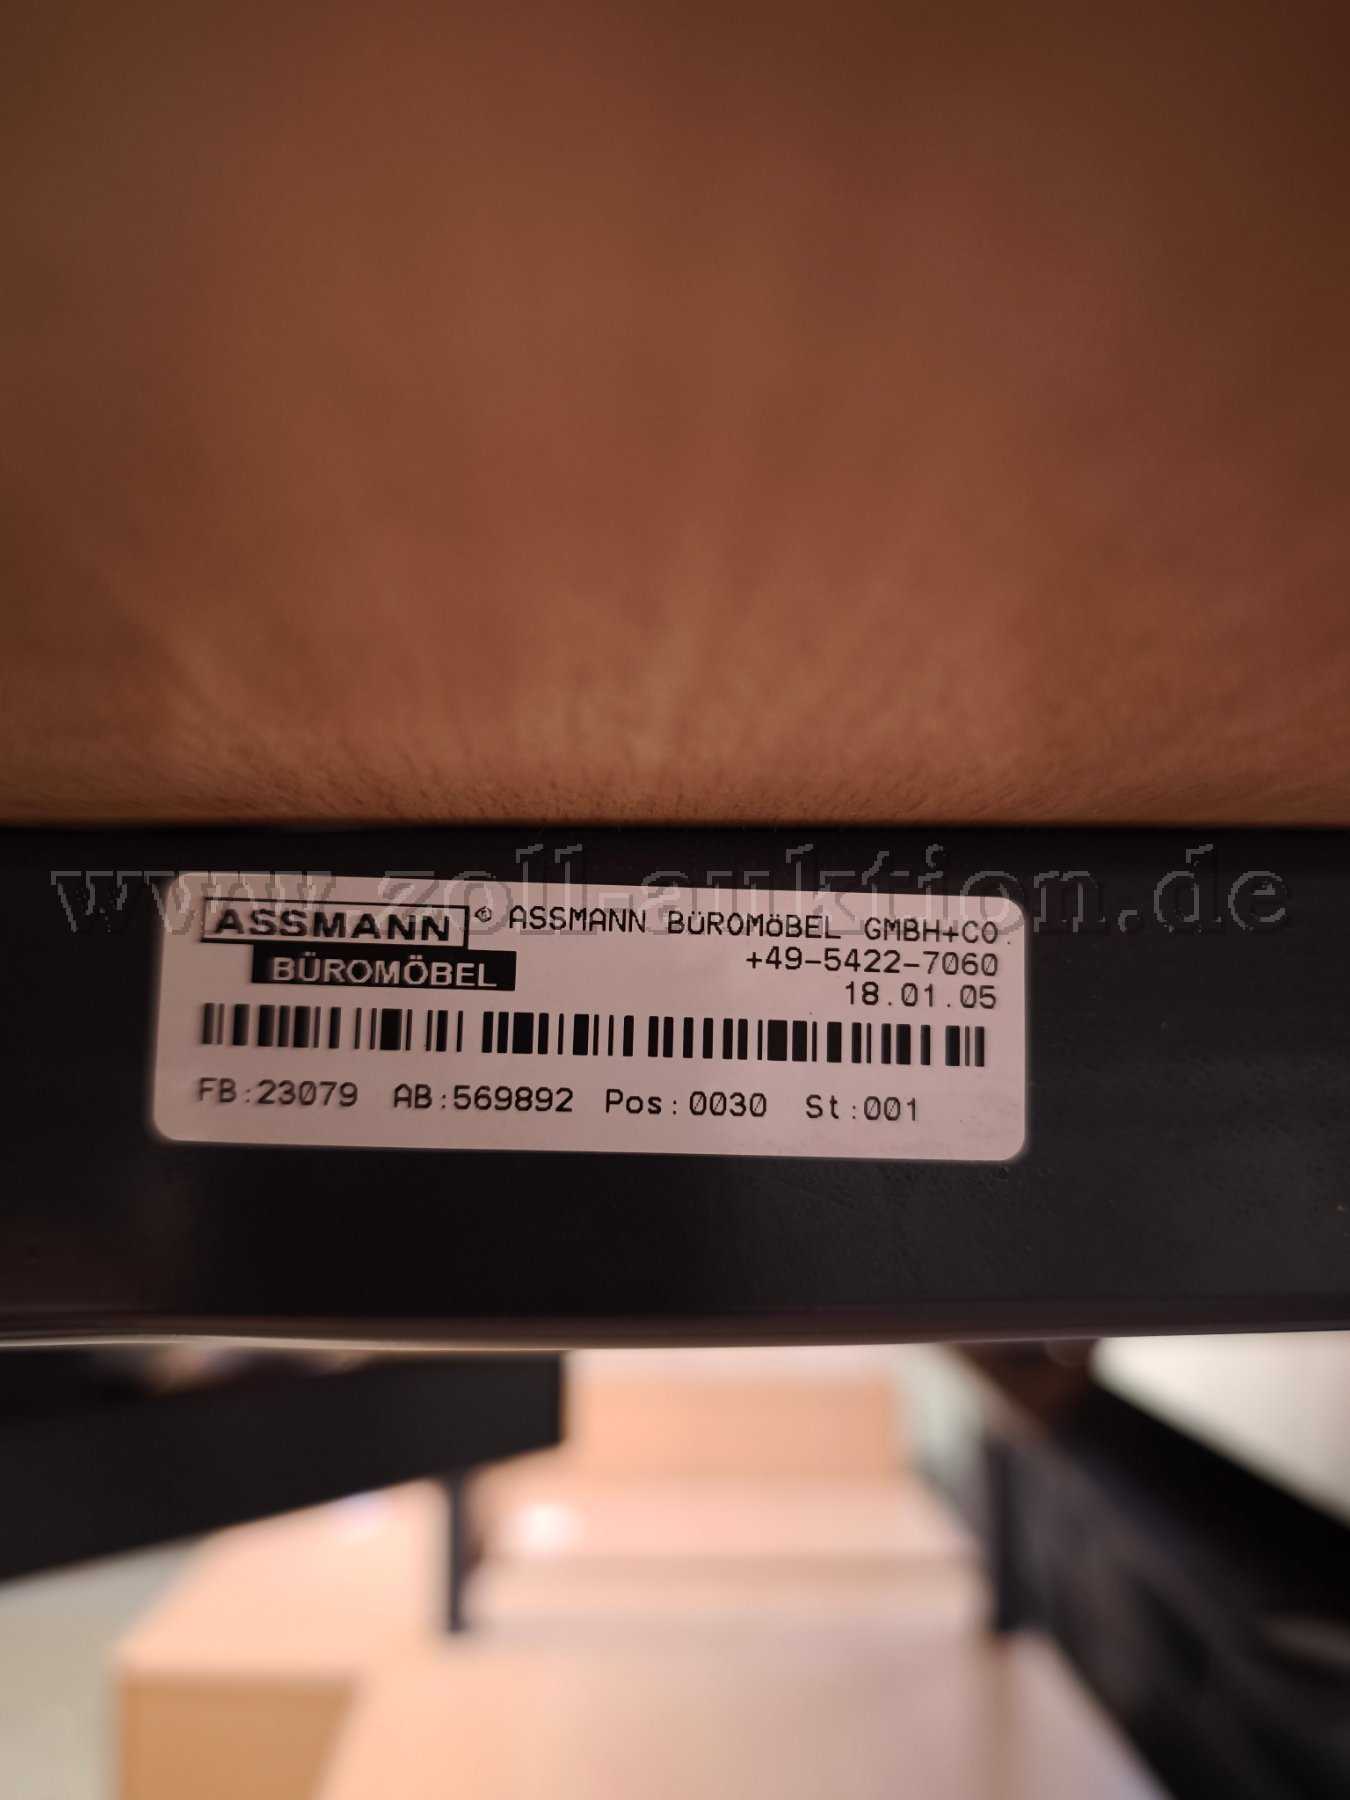 www.zoll-auktion.de
ASSMANN
BÜROMÖBEL
© ASSMANN BÜROMöBEL GMBH+CO.
+49-5422-7060
18.01.05
FB:23079 AB:569892 Pos:0030 St:001